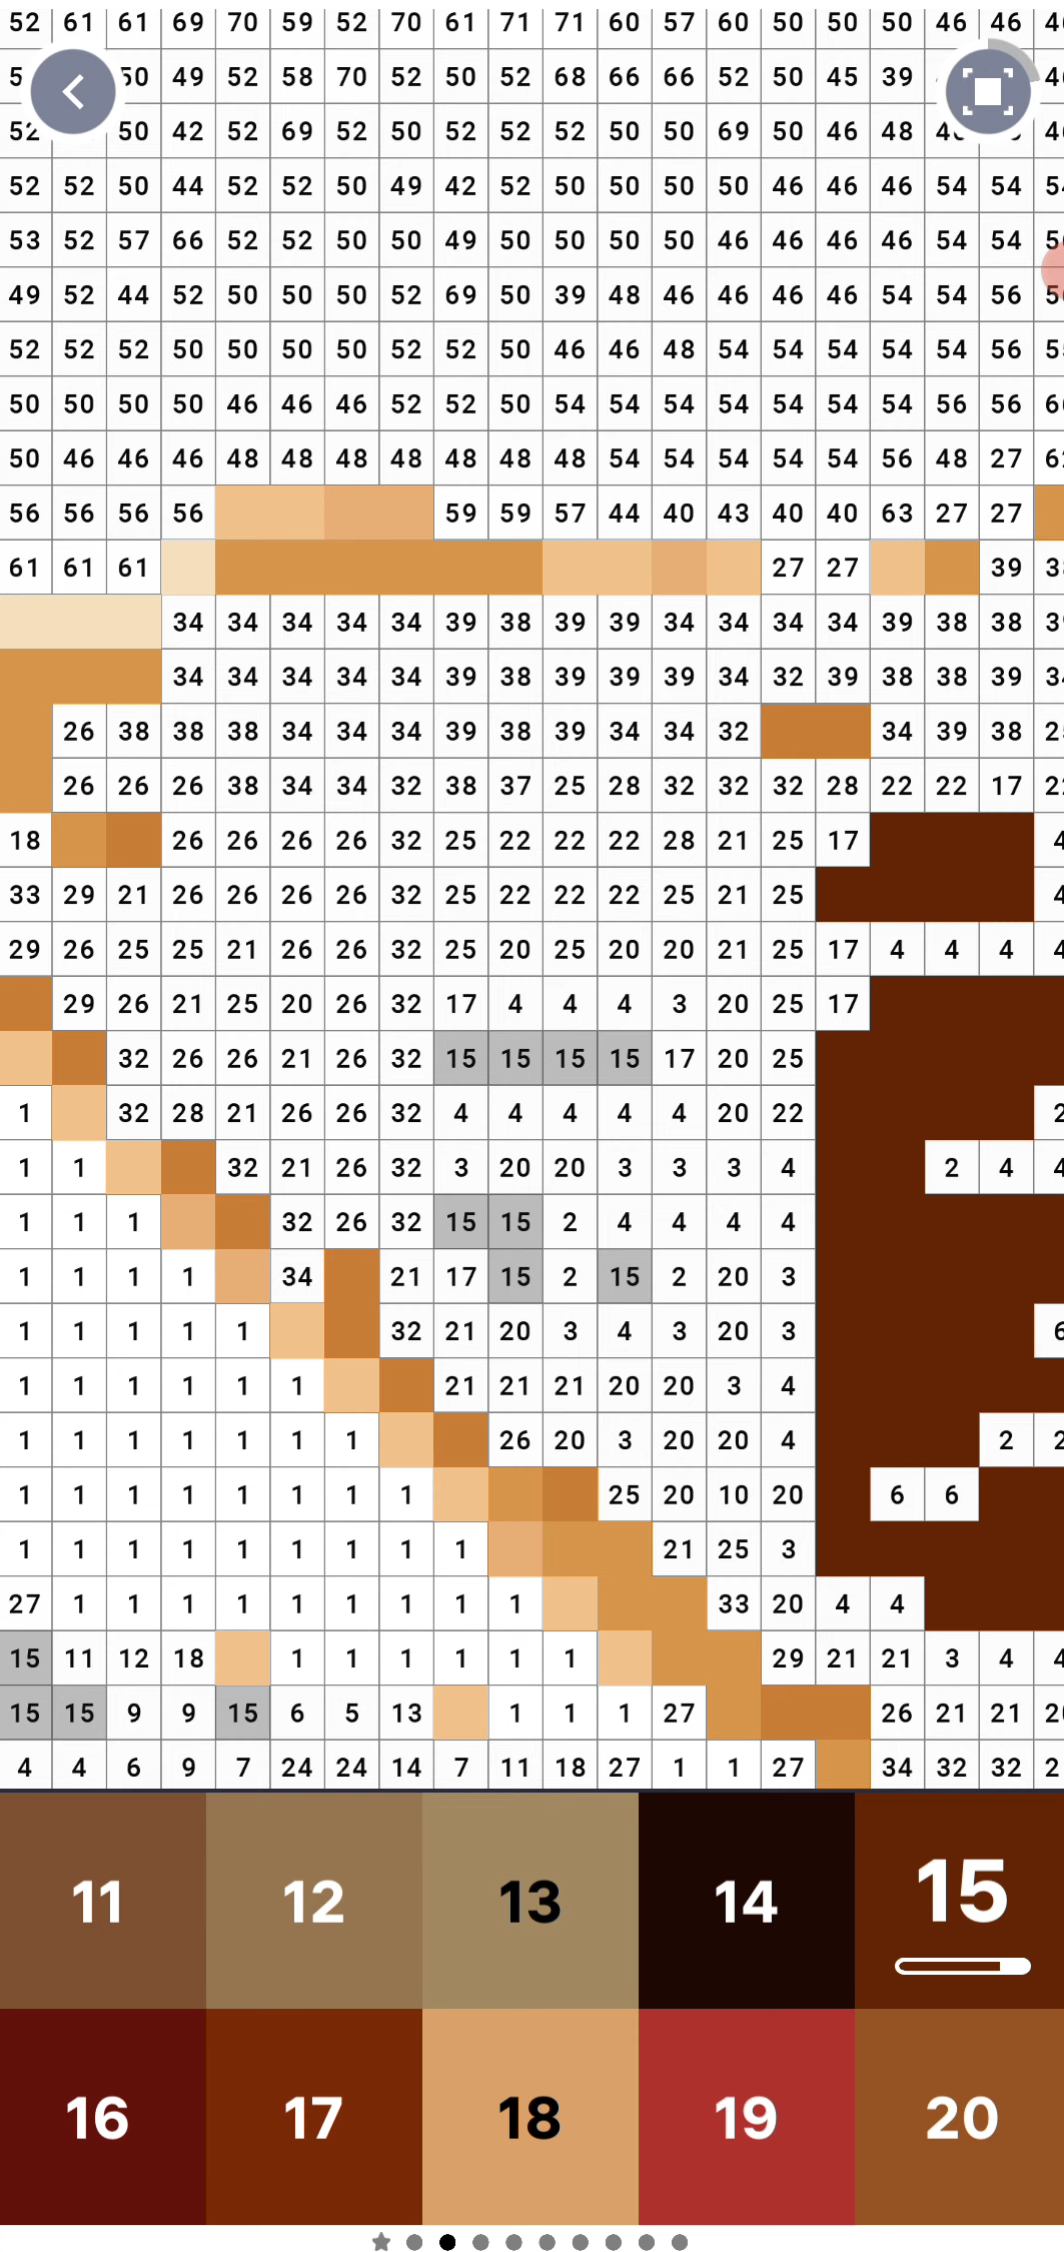 52 61 61 69 70 59 52 70 61 71 71 60 57 60 50 50 50 46 46
50 49 52 58 70 52 50 52 68 66 66 52 50 45 39
52 50 42 52 69 52 50 52 52 52 50 50 69 50 46 48
52 52 50 44 52 52 50 49 42 52 50 50 50 50 46 46 46 54 54
53 52 57 66 52 52 50 50 49 50 50 50 50 46 46 46 46 54 54
49 52 44 52 50 50 50 52 69 50 39 48 46 46 46 46 54 54 56
52 52 52 50 50 50 50 52 52 50 46 46 48 54 54 54 54 54 56
50 50 50 50 46 46 46 52 52 50 54 54 54 54 54 54 54 56 56
50 46 46 46 48 48 48 48 48 48 48 54 54 54 54 54 56 48 27
56 56 56 56 59 59 57 44 40 43 40 40 63 27 27
61 61 61 27 27 39
34 34 34 34 34 39 38 39 39 34 34 34 34 39 38 38
34 34 34 34 34 39 38 39 39 39 34 32 39 38 38 39
26 38 38 38 34 34 34 39 38 39 34 34 32 34 39 38
26 26 26 38 34 34 32 38 37 25 28 32 32 32 28 22 22 17
18 26 26 26 26 32 25 22 22 22 28 21 25 17 4
33 29 21 26 26 26 26 32 25 22 22 22 25 21 25 4
29 26 25 25 21 26 26 32 25 20 25 20 20 21 25 17 4 4 4 4
29 26 21 25 20 26 32 17 4 4 4 3 20 25 17
32 26 26 21 26 32 15 15 15 15 17 20 25
1 32 28 21 26 26 32 4 4 4 4 4 20 22 2
1 1 32 21 26 32 3 20 20 3 3 3 4 2 4 4
1 1 1 32 26 32 15 15 2 4 4 4 4
1 1 1 1 34 21 17 15 2 15 2 20 3
1 1 1 1 1 32 21 20 3 4 3 20 3 6
1 1 1 1 1 1 21 21 21 20 20 3 4
1 1 1 1 1 1 1 26 20 3 20 20 4 2 2
1 1 1 1 1 1 1 1 25 20 10 20 6 6
1 1 1 1 1 1 1 1 1 21 25 3
27 1 1 1 1 1 1 1 1 1 33 20 4 4
15 11 12 18 1 1 1 1 1 1 29 21 21 3 4 4
15 15 9 9 15 6 5 13 1 1 1 27 26 21 21
4 4 6 9 7 24 24 14 7 11 18 27 1 1 27 34 32 32
11 12 13 14 15
16 17 18 19 20